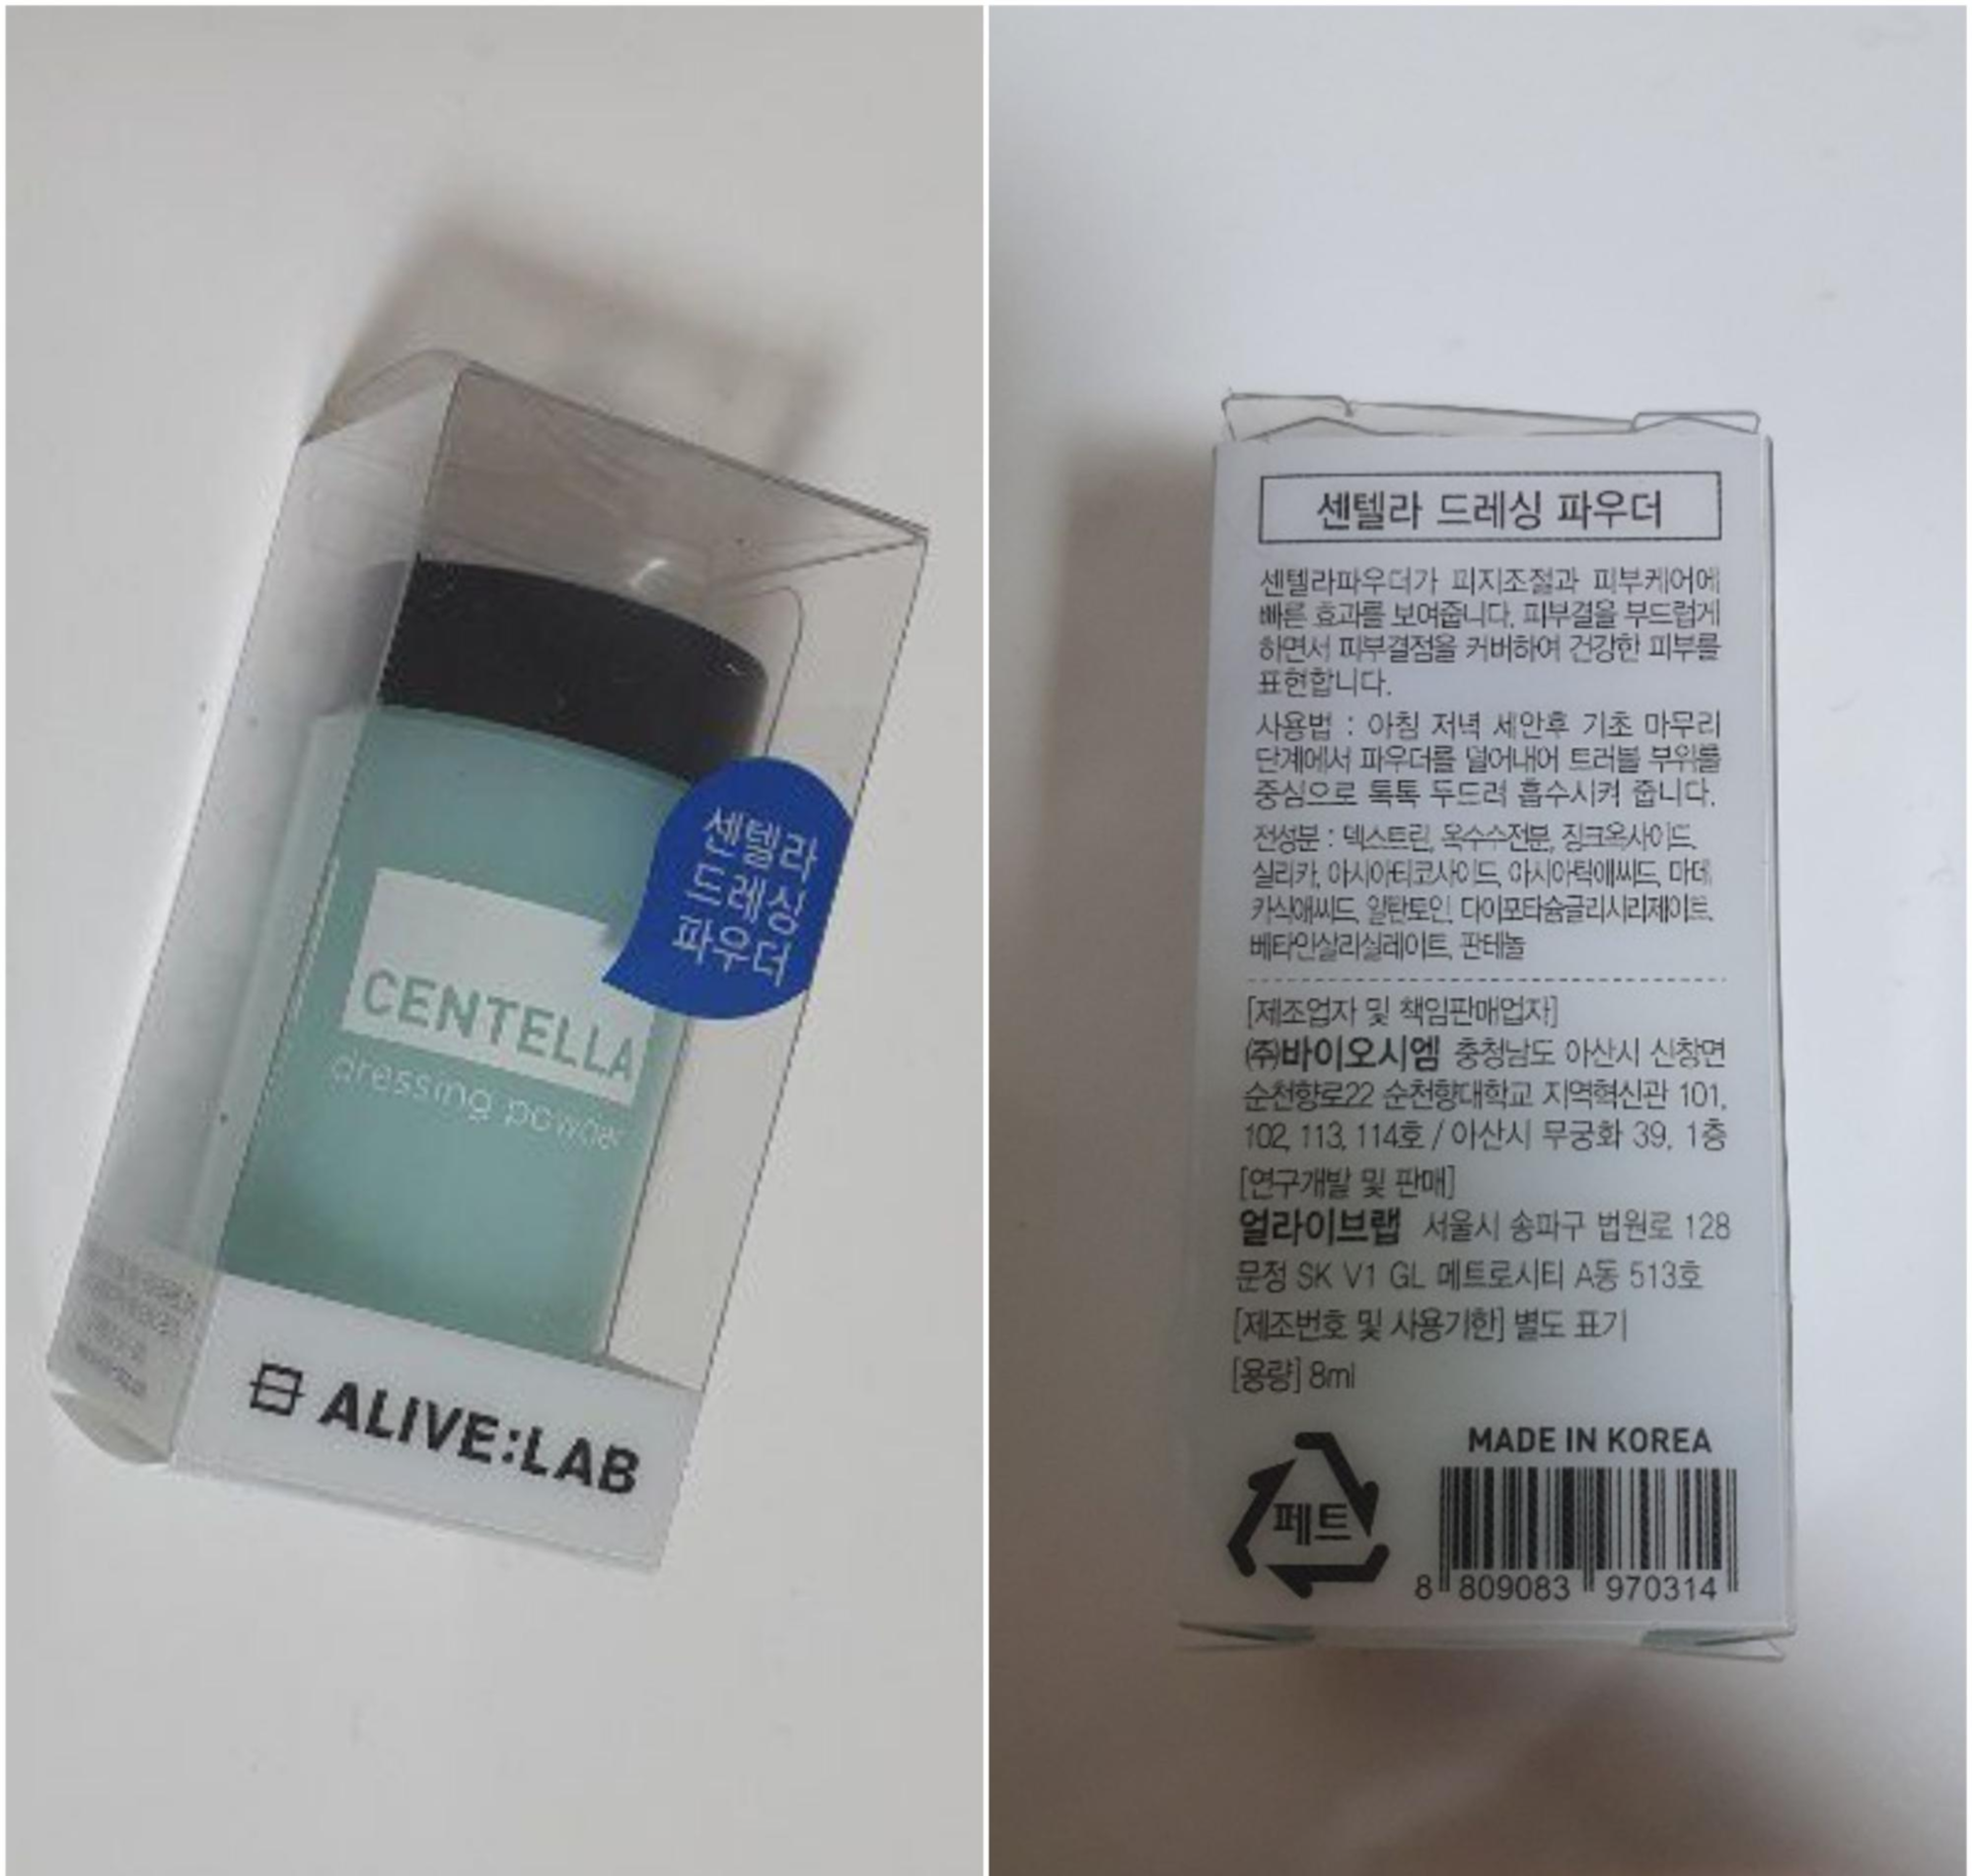 센텔라
드레싱
파우더
CENTELLA
dressing powder
ALIVE:LAB
센텔라 드레싱 파우더
센텔라파우더가 피지조절과 피부케어에
빠른 효과를 보여줍니다. 피부결을 부드럽게
하면서 피부결점을 커버하여 건강한 피부를
표현합니다.
사용법 : 아침 저녁 세안후 기초 마무리
단계에서 파우더를 덜어내어 트러블 부위를
중심으로 톡톡 두드려 흡수시켜 줍니다.
전성분 : 덱스트린, 옥수수전분, 징크옥사이드,
실리카, 아시아티코사이드, 아시아틱애씨드, 마데
카식애씨드, 알란토인, 다이포타슘글리시리제이트,
베타인살리실레이트, 판테놀
[제조업자 및 책임판매업자]
(주)바이오시엠 충청남도 아산시 신창면
순천향로22 순천향대학교 지역혁신관 101,
102, 113, 114호 / 아산시 무궁화 39, 1층
[연구개발 및 판매]
얼라이브랩 서울시 송파구 법원로 128
문정 SK V1 GL 메트로시티 A동 513호
[제조번호 및 사용기한] 별도 표기
[용량] 8ml
MADE IN KOREA
페트
8 809083 970314